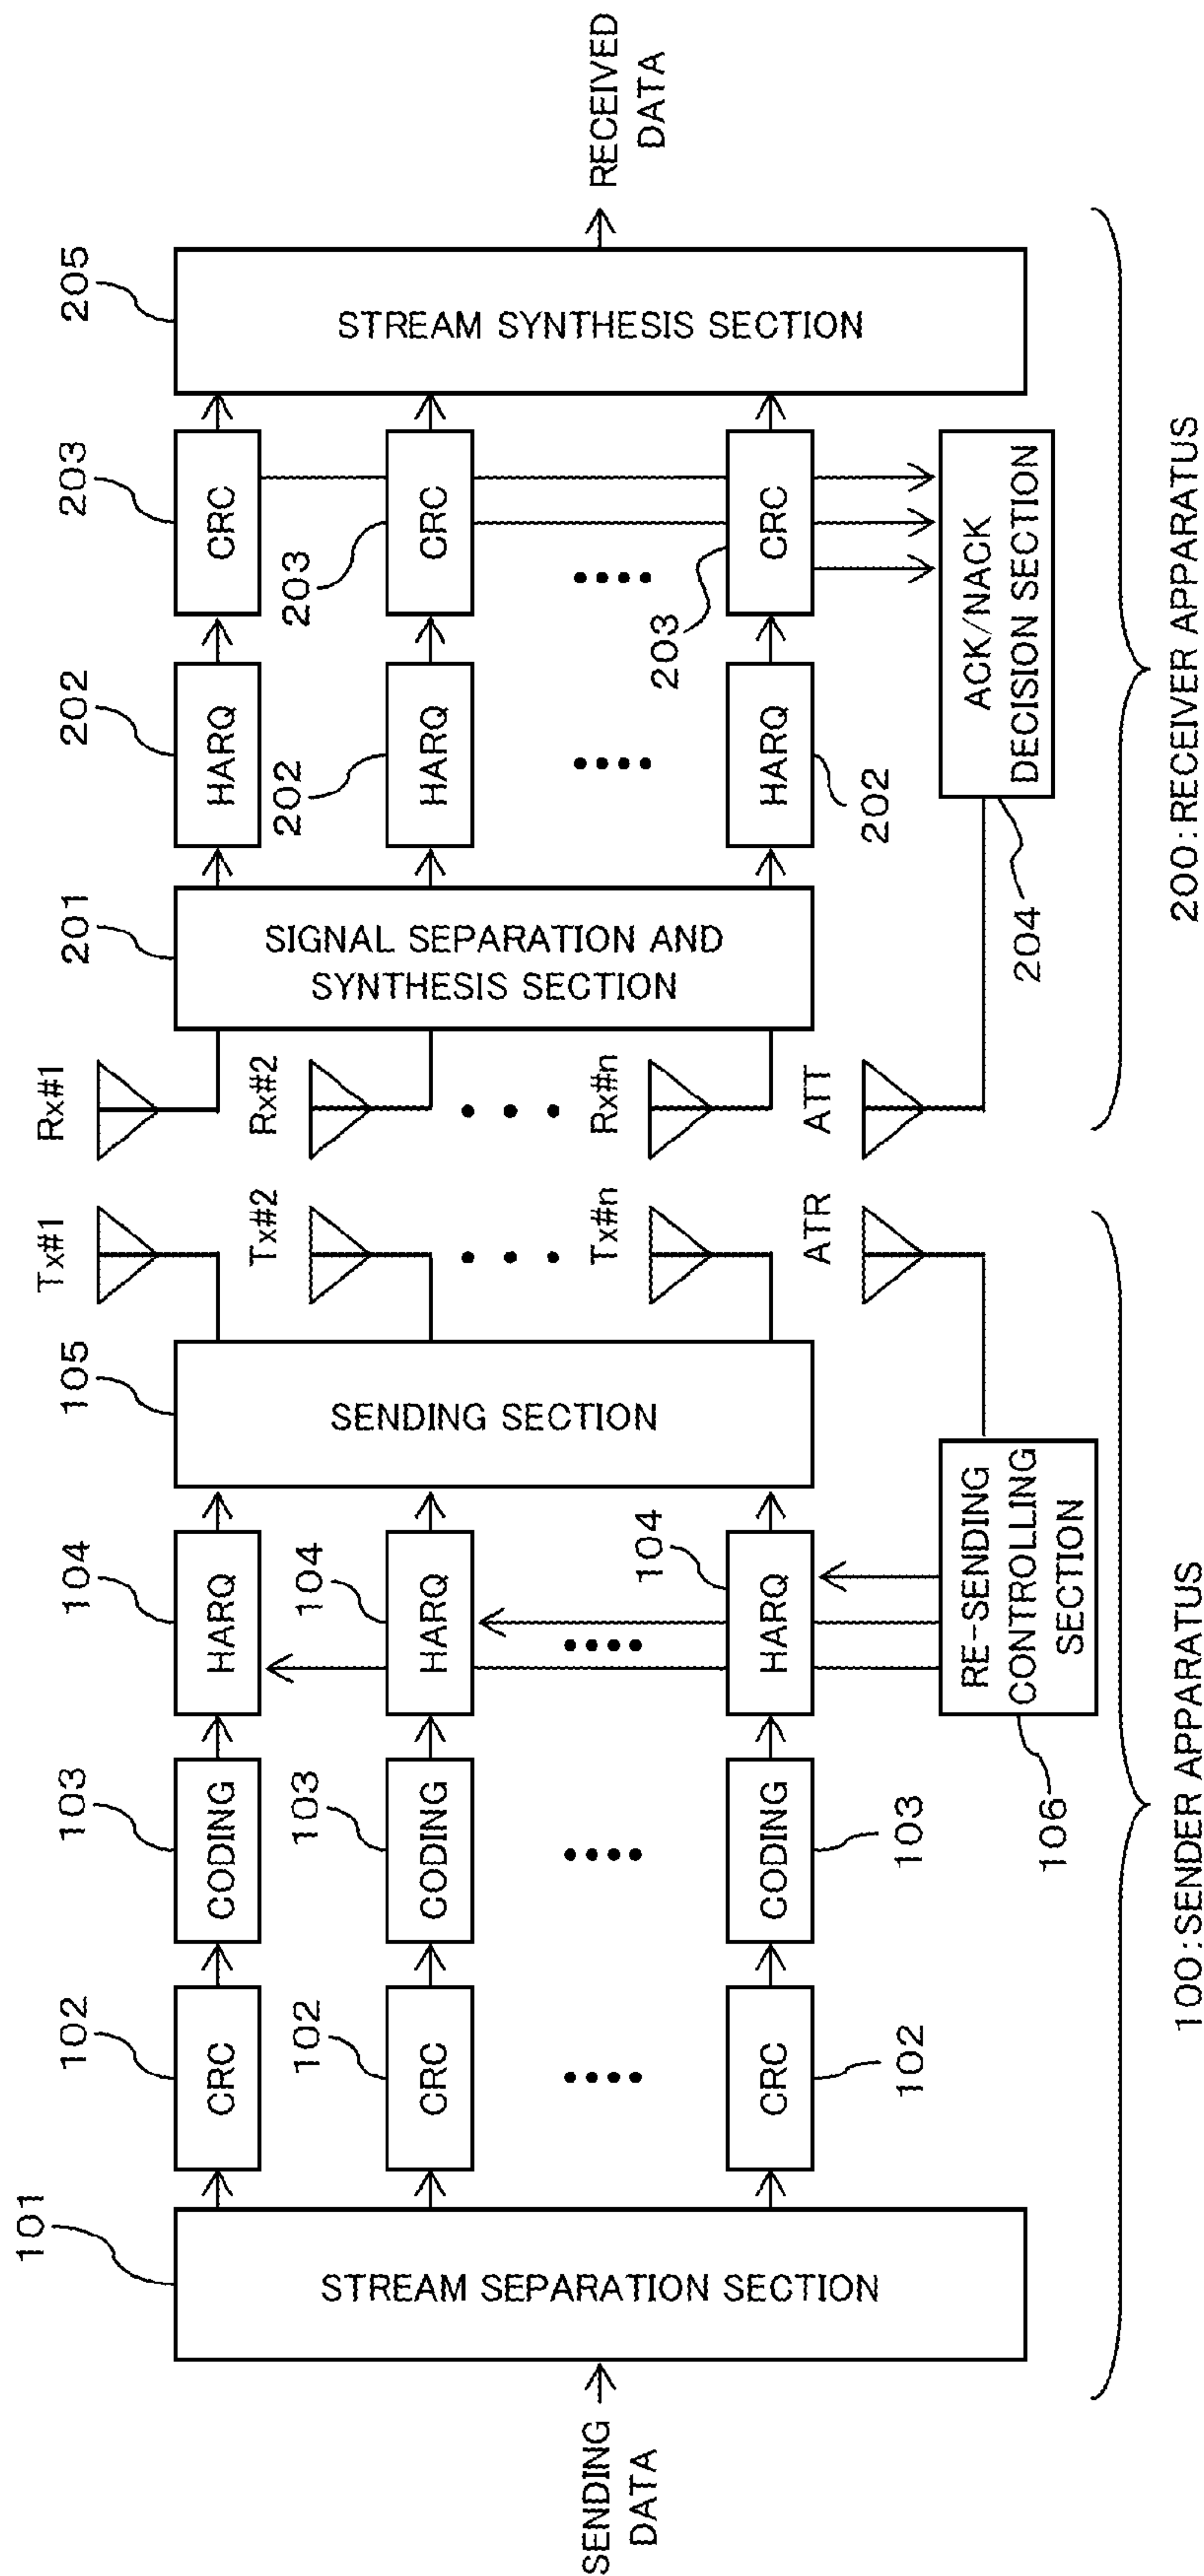 SENDING
DATA
101
STREAM SEPARATION SECTION
102
CRC
102
CRC
CRC
102
103
CODING
103
CODING
CODING
103
104
HARQ
104
HARQ
104
HARQ
RE-SENDING
CONTROLLING
SECTION
106
105
SENDING SECTION
Tx#1
Tx#2
Tx#n
ATR
100:SENDER APPARATUS
Rx#1
Rx#2
Rx#n
ATT
201
SIGNAL SEPARATION AND
SYNTHESIS SECTION
202
HARQ
202
HARQ
HARQ
202
203
CRC
203
CRC
203
CRC
ACK/NACK
DECISION SECTION
204
205
STREAM SYNTHESIS SECTION
RECEIVED
DATA
200:RECEIVER APPARATUS